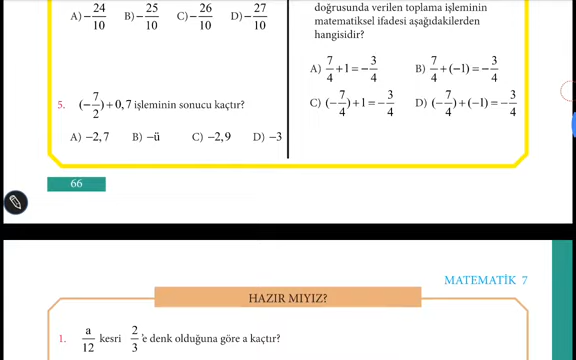 A) −24/10 B) −25/10 C) −26/10 D) −27/10
5. (−7/2)+0,7 işleminin sonucu kaçtır?
A) −2,7 B) −ü C) −2,9 D) −3
doğrusunda verilen toplama işleminin
matematiksel ifadesi aşağıdakilerden
hangisidir?
A) 7/4+1=−3/4 B) 7/4+(−1)=−3/4
C) (−7/4)+1=−3/4 D) (−7/4)+(−1)=−3/4
66
MATEMATİK 7
HAZIR MIYIZ?
1. a/12 kesri 2/3'e denk olduğuna göre a kaçtır?